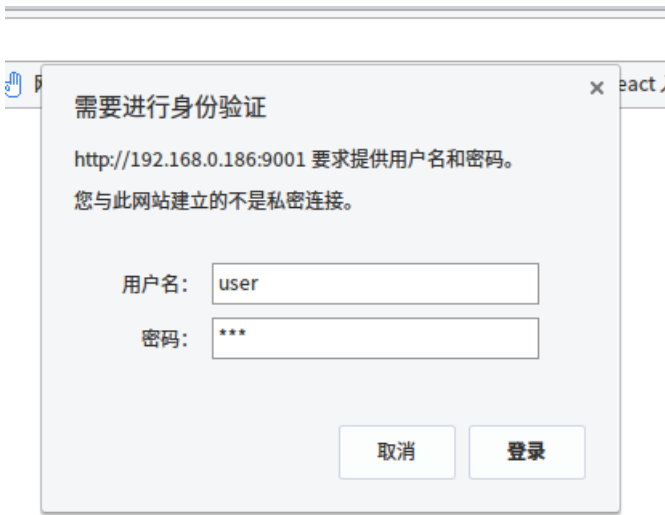 eact
需要进行身份验证
http://192.168.0.186:9001 要求提供用户名和密码。
您与此网站建立的不是私密连接。
用户名: user
密码: ***
取消 登录